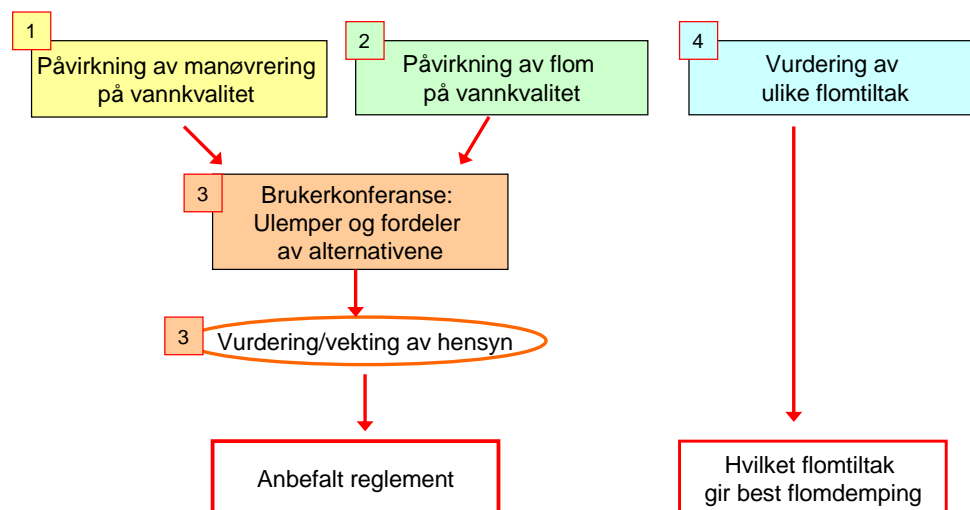 1
Påvirkning av manøvrering
på vannkvalitet
2
Påvirkning av flom
på vannkvalitet
4
Vurdering av
ulike flomtiltak
3
Brukerkonferanse:
Ulemper og fordeler
av alternativene
3
Vurdering/vekting av hensyn
Anbefalt reglement
Hvilket flomtiltak
gir best flomdemping